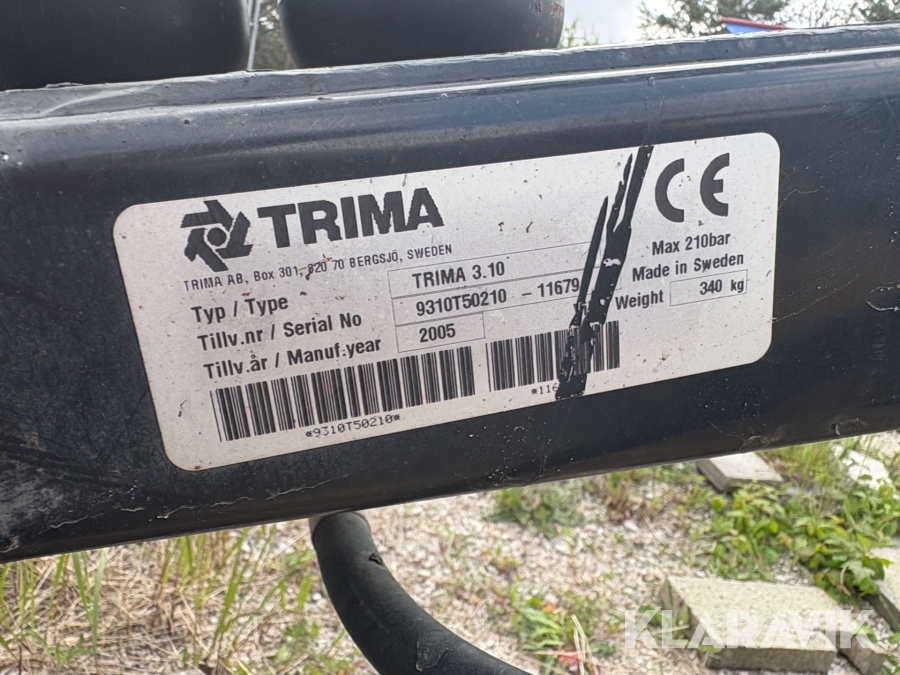 TRIMA
TRIMA AB, Box 301, 820 70 BERGSJÖ, SWEDEN
Typ / Type TRIMA 3.10
Tillv.nr / Serial No 9310T50210 - 11679
Tillv.år / Manuf.year 2005
*9310T50210*
CE
Max 210bar
Made in Sweden
Weight 340 kg
KLARAVIK